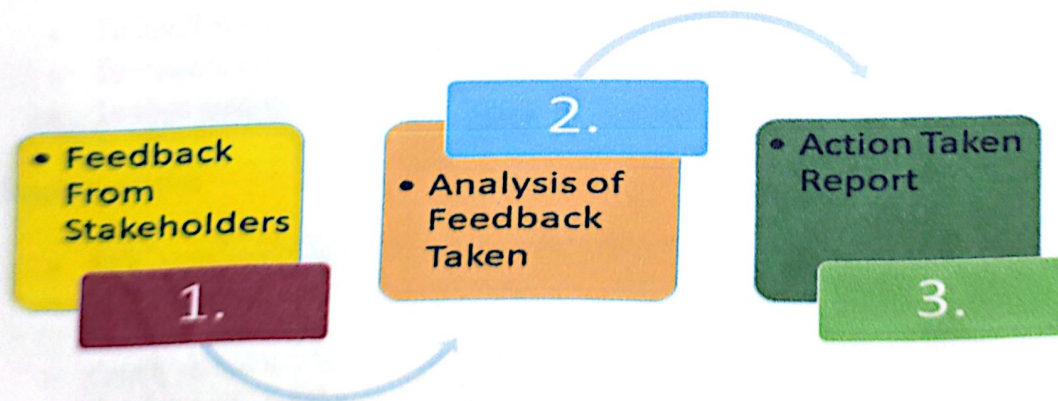 • Feedback
From
Stakeholders
1.
2.
• Analysis of
Feedback
Taken
• Action Taken
Report
3.